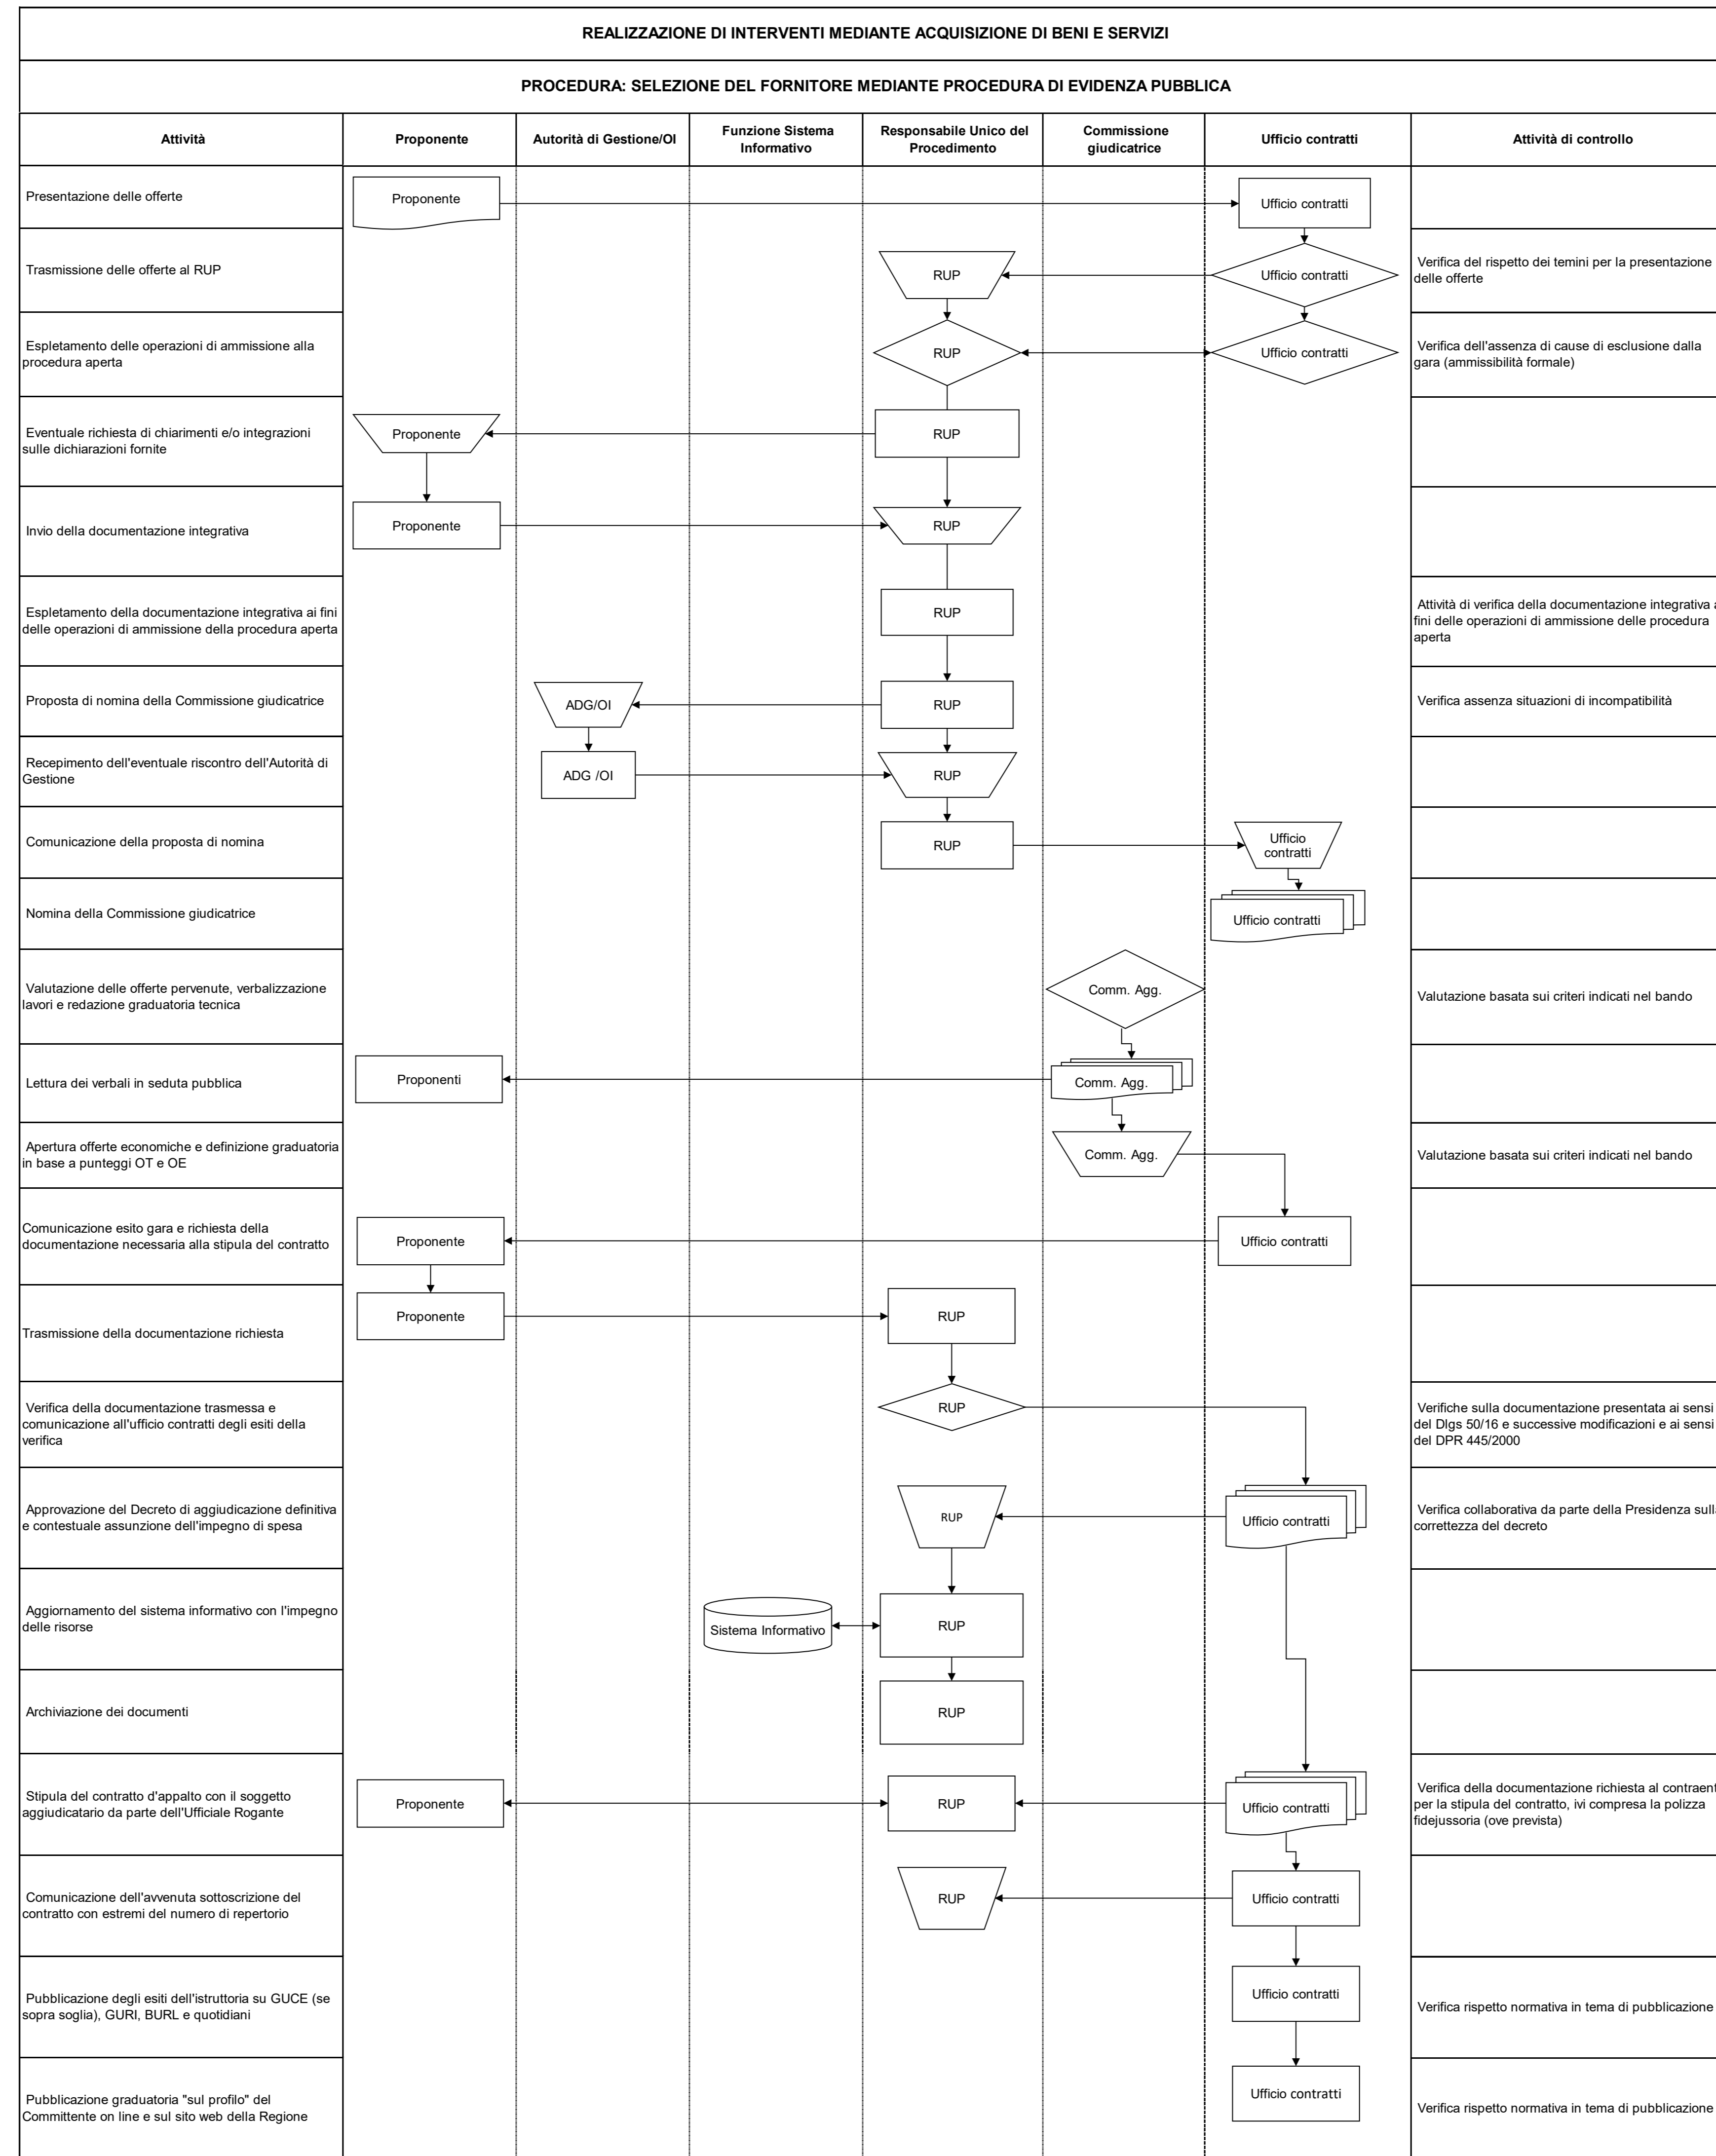 REALIZZAZIONE DI INTERVENTI MEDIANTE ACQUISIZIONE DI BENI E SERVIZI
PROCEDURA: SELEZIONE DEL FORNITORE MEDIANTE PROCEDURA DI EVIDENZA PUBBLICA
Attività
Proponente
Autorità di Gestione/OI
Funzione Sistema
Informativo
Responsabile Unico del
Procedimento
Commissione
giudicatrice
Ufficio contratti
Attività di controllo
Presentazione delle offerte
Proponente
Ufficio contratti
Trasmissione delle offerte al RUP
RUP
Ufficio contratti
Verifica del rispetto dei temini per la presentazione
delle offerte
Espletamento delle operazioni di ammissione alla
procedura aperta
RUP
Ufficio contratti
Verifica dell'assenza di cause di esclusione dalla
gara (ammissibilità formale)
Eventuale richiesta di chiarimenti e/o integrazioni
sulle dichiarazioni fornite
Proponente
RUP
Invio della documentazione integrativa
Proponente
RUP
Espletamento della documentazione integrativa ai fini
delle operazioni di ammissione della procedura aperta
RUP
Attività di verifica della documentazione integrativa
fini delle operazioni di ammissione delle procedura
aperta
Proposta di nomina della Commissione giudicatrice
ADG/OI
RUP
Verifica assenza situazioni di incompatibilità
Recepimento dell'eventuale riscontro dell'Autorità di
Gestione
ADG /OI
RUP
Comunicazione della proposta di nomina
RUP
Ufficio
contratti
Nomina della Commissione giudicatrice
Ufficio contratti
Valutazione delle offerte pervenute, verbalizzazione
lavori e redazione graduatoria tecnica
Comm. Agg.
Valutazione basata sui criteri indicati nel bando
Lettura dei verbali in seduta pubblica
Proponenti
Comm. Agg.
Apertura offerte economiche e definizione graduatoria
in base a punteggi OT e OE
Comm. Agg.
Valutazione basata sui criteri indicati nel bando
Comunicazione esito gara e richiesta della
documentazione necessaria alla stipula del contratto
Proponente
Ufficio contratti
Trasmissione della documentazione richiesta
Proponente
RUP
Verifica della documentazione trasmessa e
comunicazione all'ufficio contratti degli esiti della
verifica
RUP
Verifiche sulla documentazione presentata ai sensi
del Dlgs 50/16 e successive modificazioni e ai sensi
del DPR 445/2000
Approvazione del Decreto di aggiudicazione definitiva
e contestuale assunzione dell'impegno di spesa
RUP
Ufficio contratti
Verifica collaborativa da parte della Presidenza sull
correttezza del decreto
Aggiornamento del sistema informativo con l'impegno
delle risorse
Sistema Informativo
RUP
Archiviazione dei documenti
RUP
Stipula del contratto d'appalto con il soggetto
aggiudicatario da parte dell'Ufficiale Rogante
Proponente
RUP
Ufficio contratti
Verifica della documentazione richiesta al contraent
per la stipula del contratto, ivi compresa la polizza
fidejussoria (ove prevista)
Comunicazione dell'avvenuta sottoscrizione del
contratto con estremi del numero di repertorio
RUP
Ufficio contratti
Pubblicazione degli esiti dell'istruttoria su GUCE (se
sopra soglia), GURI, BURL e quotidiani
Ufficio contratti
Verifica rispetto normativa in tema di pubblicazione
Pubblicazione graduatoria "sul profilo" del
Committente on line e sul sito web della Regione
Ufficio contratti
Verifica rispetto normativa in tema di pubblicazione